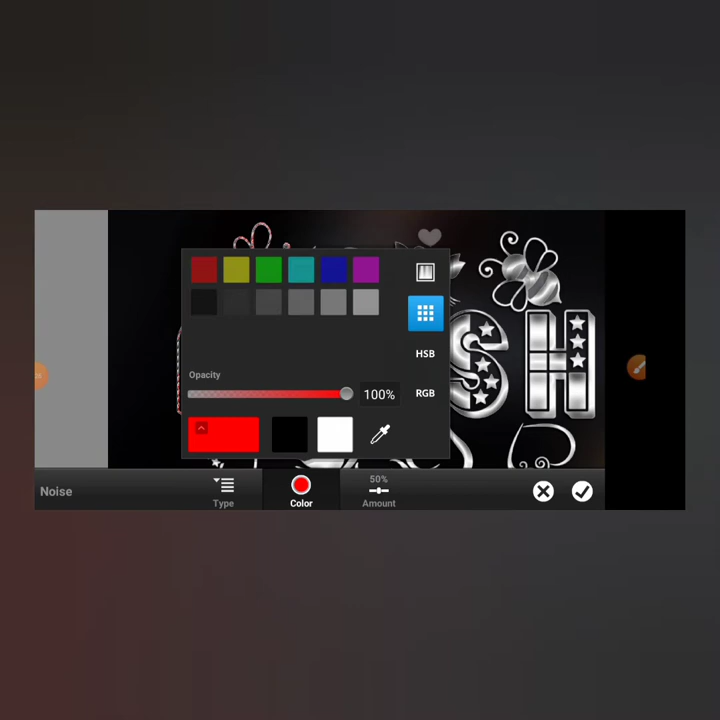 HSB
SH
Opacity
100%
RGB
50%
Noise
Type
Color
Amount